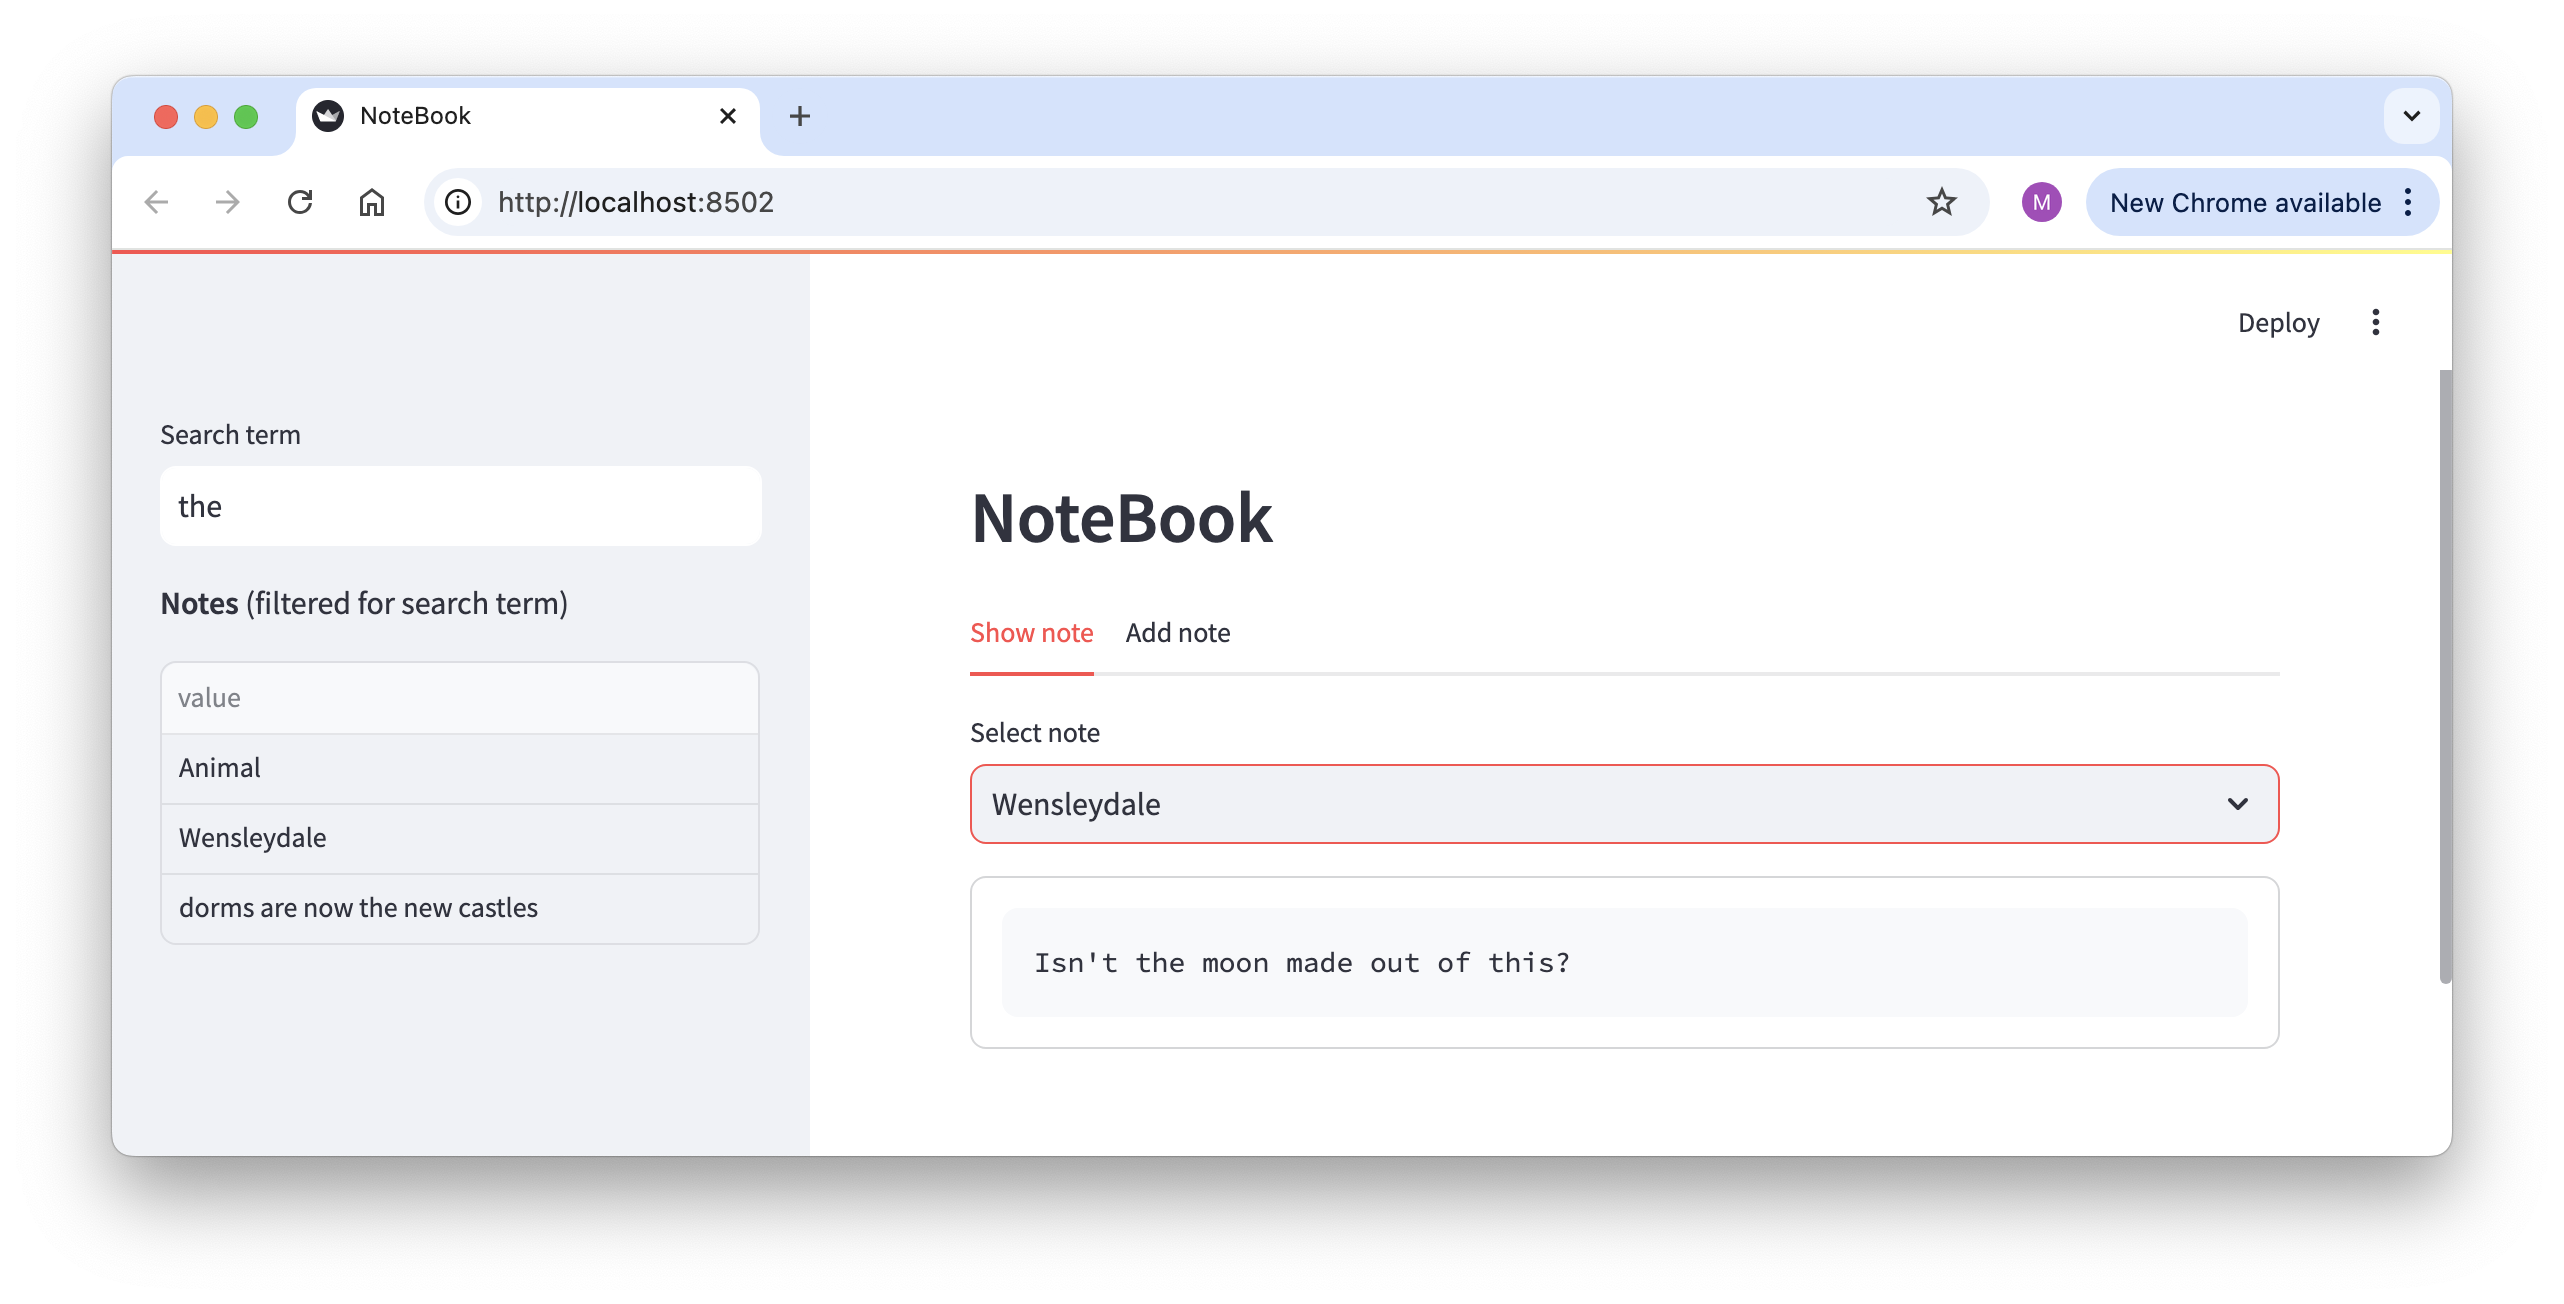 NoteBook
http://localhost:8502
M
New Chrome available
Deploy
Search term
the
Notes (filtered for search term)
value
Animal
Wensleydale
dorms are now the new castles
NoteBook
Show note Add note
Select note
Wensleydale
Isn't the moon made out of this?